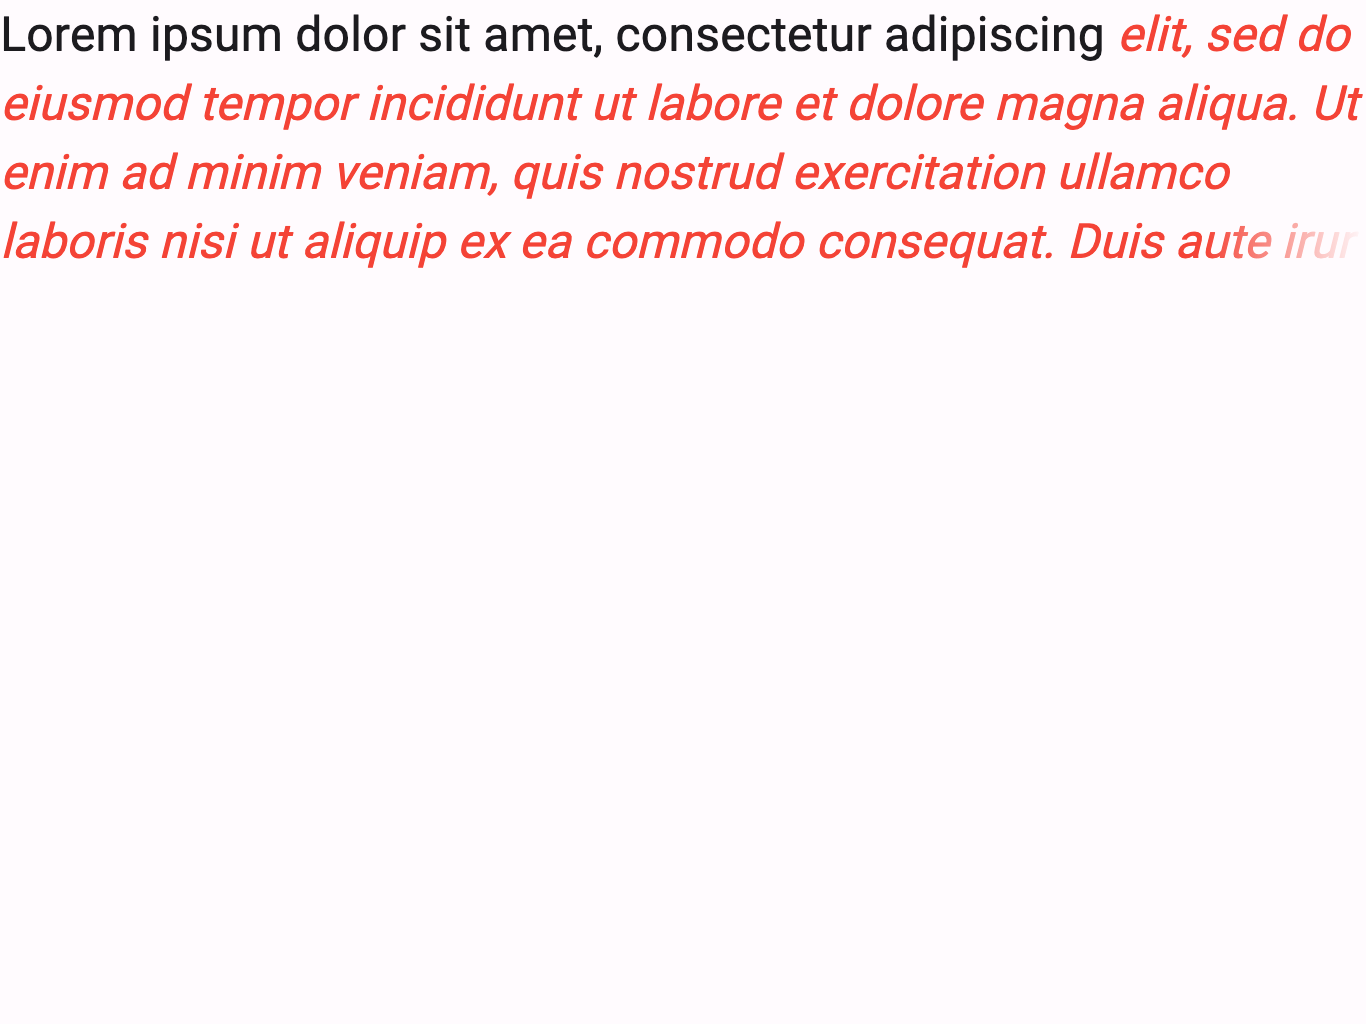 Lorem ipsum dolor sit amet, consectetur adipiscing elit, sed do
eiusmod tempor incididunt ut labore et dolore magna aliqua. Ut
enim ad minim veniam, quis nostrud exercitation ullamco
laboris nisi ut aliquip ex ea commodo consequat. Duis aute irur